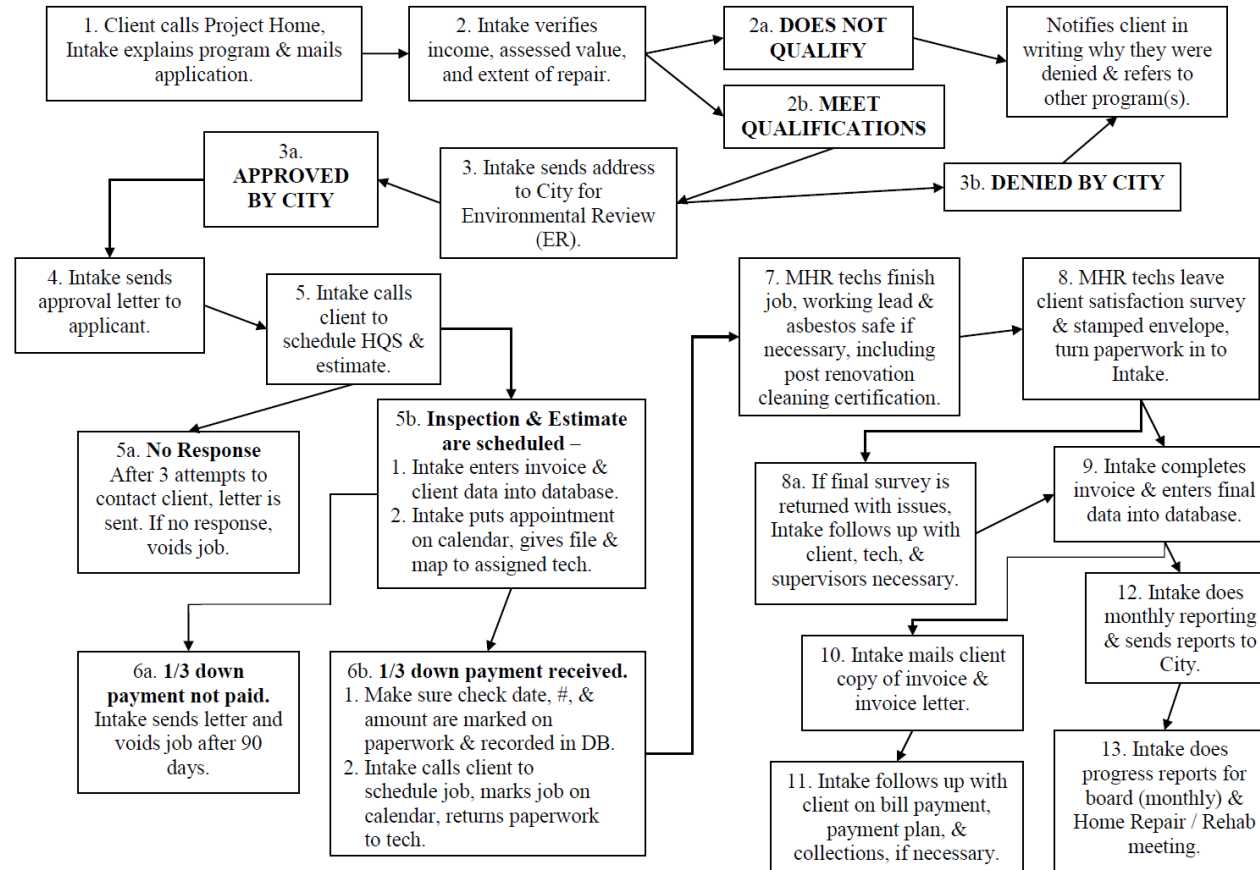 1. Client calls Project Home,
Intake explains program & mails
application.
2. Intake verifies
income, assessed value,
and extent of repair.
2a. DOES NOT
QUALIFY
Notifies client in
writing why they were
denied & refers to
other program(s).
2b. MEET
QUALIFICATIONS
3a.
APPROVED
BY CITY
3. Intake sends address
to City for
Environmental Review
(ER).
3b. DENIED BY CITY
4. Intake sends
approval letter to
applicant.
5. Intake calls
client to
schedule HQS &
estimate.
5a. No Response
After 3 attempts to
contact client, letter is
sent. If no response,
voids job.
5b. Inspection & Estimate
are scheduled –
1. Intake enters invoice &
client data into database.
2. Intake puts appointment
on calendar, gives file &
map to assigned tech.
6a. 1/3 down
payment not paid.
Intake sends letter and
voids job after 90
days.
6b. 1/3 down payment received.
1. Make sure check date, #, &
amount are marked on
paperwork & recorded in DB.
2. Intake calls client to
schedule job, marks job on
calendar, returns paperwork
to tech.
7. MHR techs finish
job, working lead &
asbestos safe if
necessary, including
post renovation
cleaning certification.
8. MHR techs leave
client satisfaction survey
& stamped envelope,
turn paperwork in to
Intake.
8a. If final survey is
returned with issues,
Intake follows up with
client, tech, &
supervisors necessary.
9. Intake completes
invoice & enters final
data into database.
10. Intake mails client
copy of invoice &
invoice letter.
11. Intake follows up with
client on bill payment,
payment plan, &
collections, if necessary.
12. Intake does
monthly reporting
& sends reports to
City.
13. Intake does
progress reports for
board (monthly) &
Home Repair / Rehab
meeting.